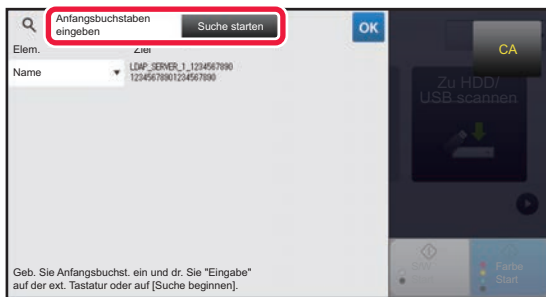 Anfangsbuchstaben
eingeben
Suche starten
OK
CA
Elem.
Ziel
Name
LDAP_SERVER_1_1234567890
12345678901234567890
Zu HDD/
USB scannen
S/W
Start
Farbe
Start
Geb. Sie Anfangsbuchst. ein und dr. Sie "Eingabe"
auf der ext. Tastatur oder auf [Suche beginnen].